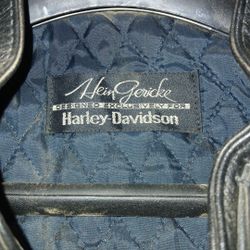 Hein Gericke
DESIGNED EXCLUSIVELY FOR
Harley-Davidson